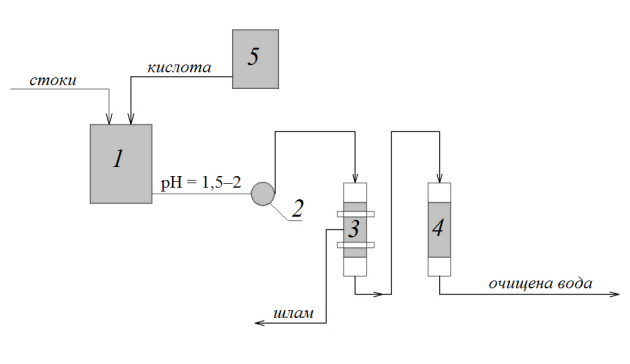 5
кислота
стоки
1
pH = 1,5–2
2
3
4
очищена вода
шлам